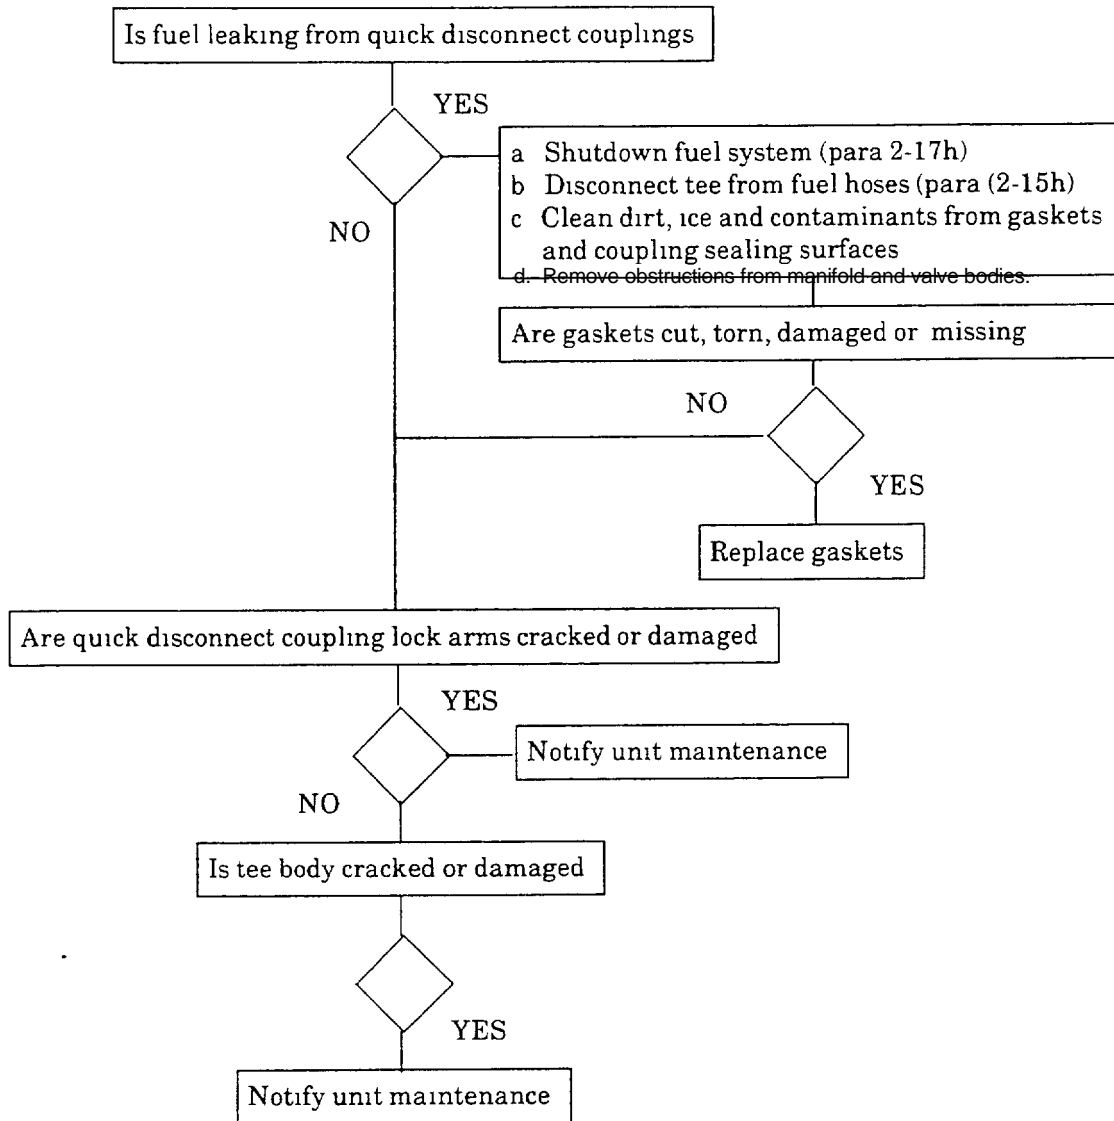 Is fuel leaking from quick disconnect couplings
YES
a Shutdown fuel system (para 2-17h)
b Disconnect tee from fuel hoses (para (2-15h)
c Clean dirt, ice and contaminants from gaskets
and coupling sealing surfaces
d. Remove obstructions from manifold and valve bodies.
NO
Are gaskets cut, torn, damaged or missing
NO
YES
Replace gaskets
Are quick disconnect coupling lock arms cracked or damaged
YES
Notify unit maintenance
NO
Is tee body cracked or damaged
YES
Notify unit maintenance